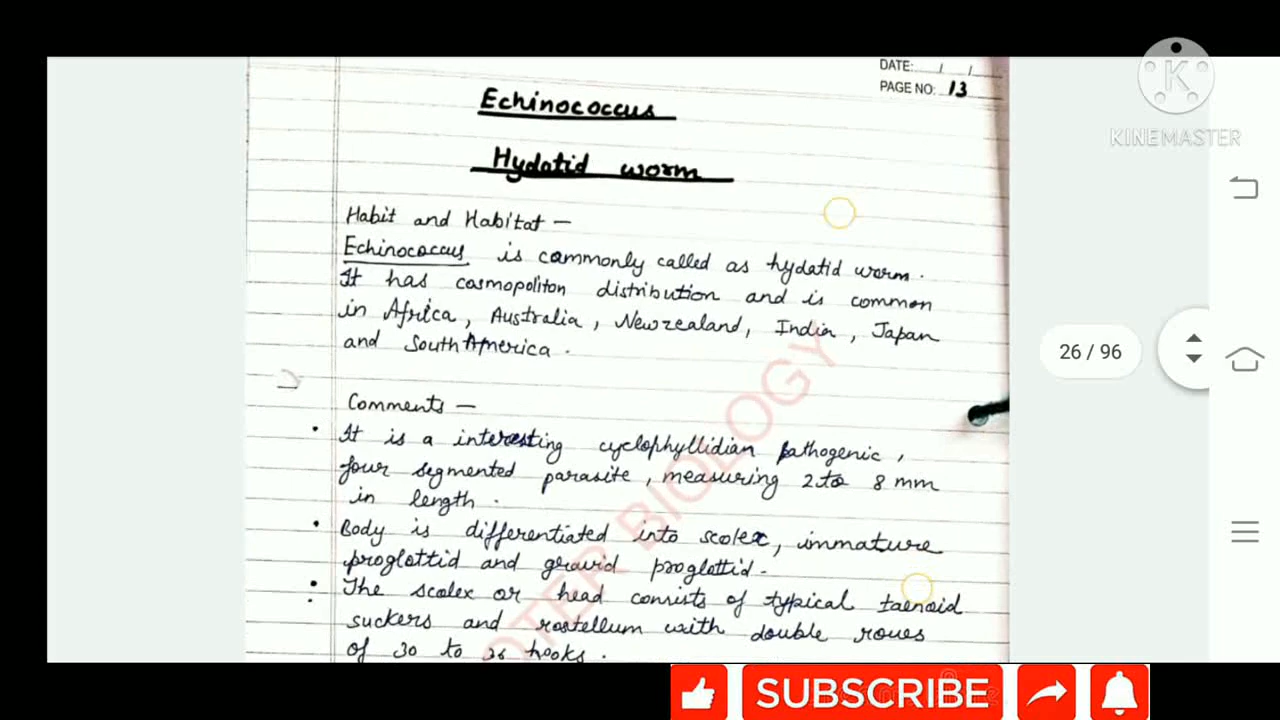 DATE: / /
PAGE NO: 13
KINEMASTER
Echinococcus
Hydatid worm
Habit and Habitat —
Echinococcus is commonly called as hydatid worm.
It has cosmopoliton distribution and is common
in Africa, Australia, Newzealand, India, Japan
and South America.
26 / 96
Comments —
• It is a interesting cyclophyllidian pathogenic,
four segmented parasite, measuring 2 to 8 mm
in length.
• Body is differentiated into scolex, immature
proglottid and gravid proglottid.
• The scolex or head consists of typical taenoid
suckers and rostellum with double roues
of 30 to 36 hooks.
OTER BIOLOGY
SUBSCRIBE